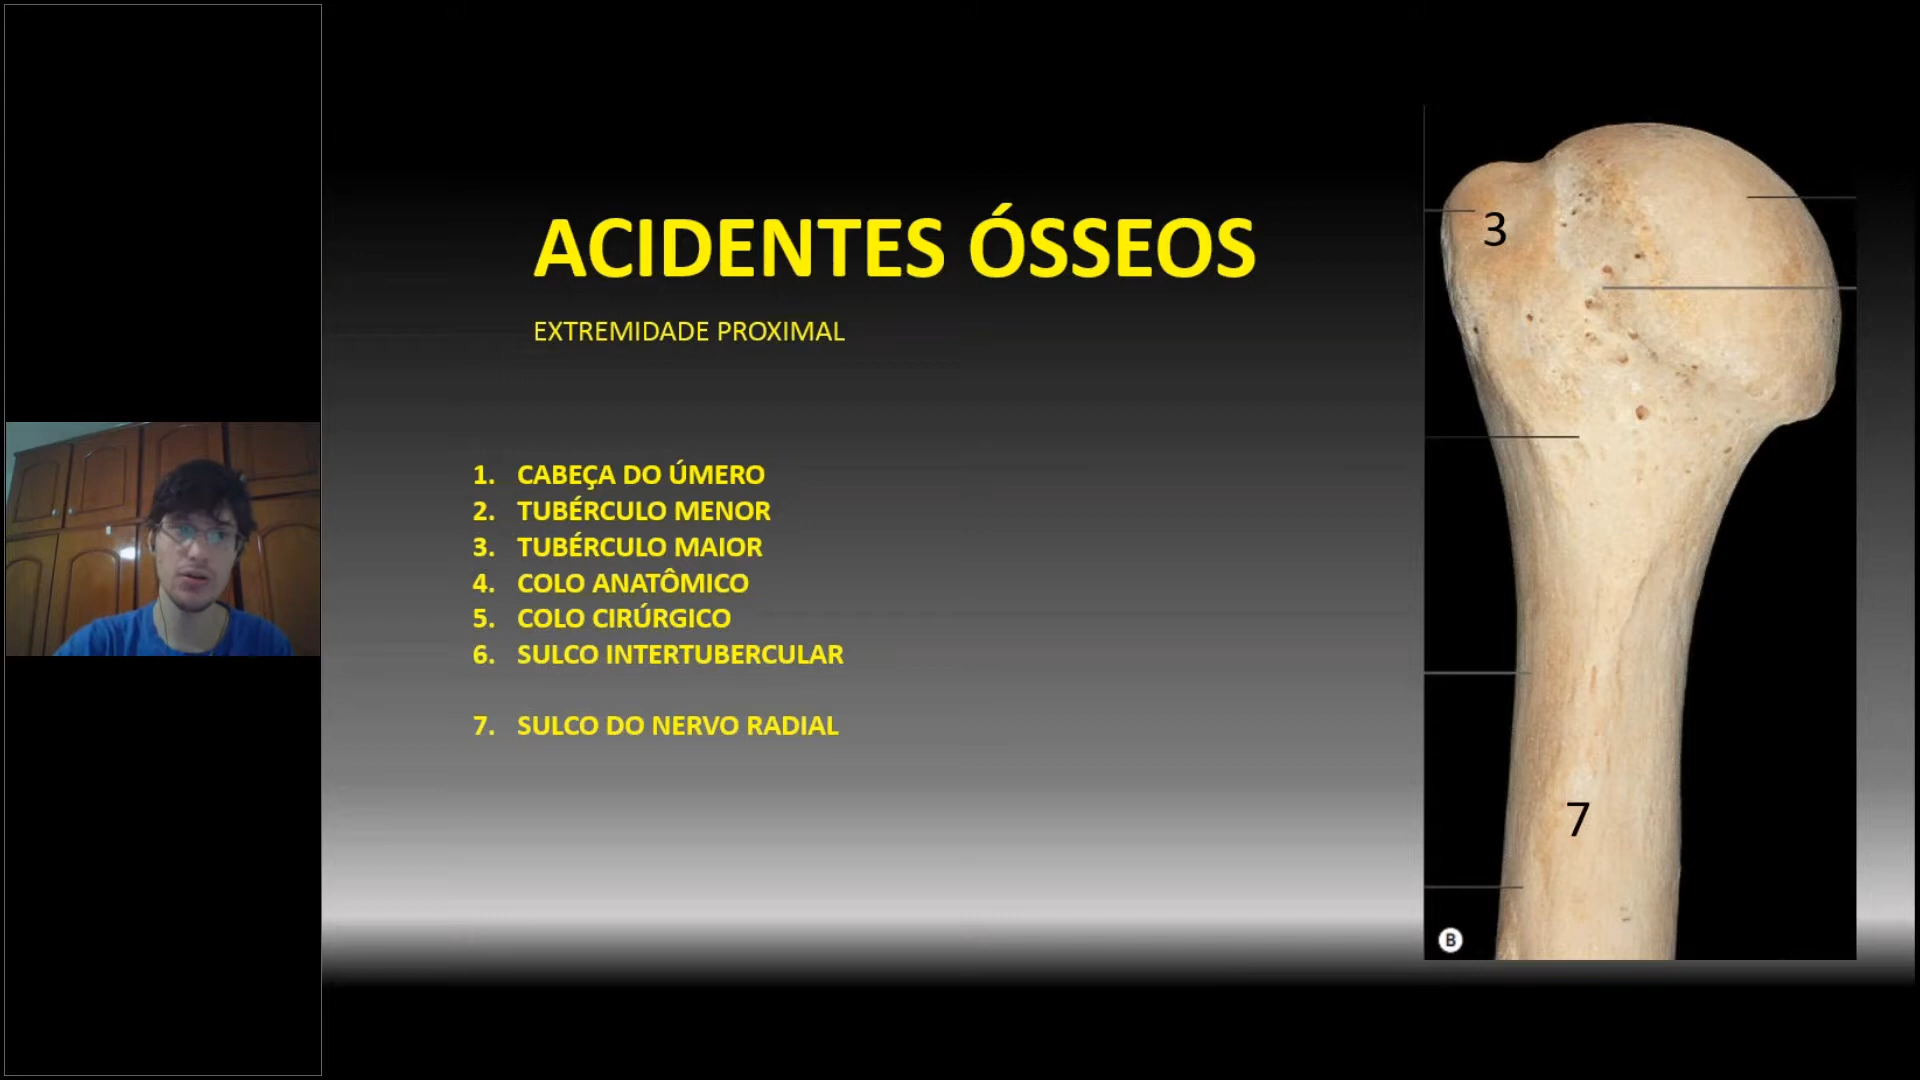 ACIDENTES ÓSSEOS
EXTREMIDADE PROXIMAL
1. CABEÇA DO ÚMERO
2. TUBÉRCULO MENOR
3. TUBÉRCULO MAIOR
4. COLO ANATÔMICO
5. COLO CIRÚRGICO
6. SULCO INTERTUBERCULAR
7. SULCO DO NERVO RADIAL
3
7
B